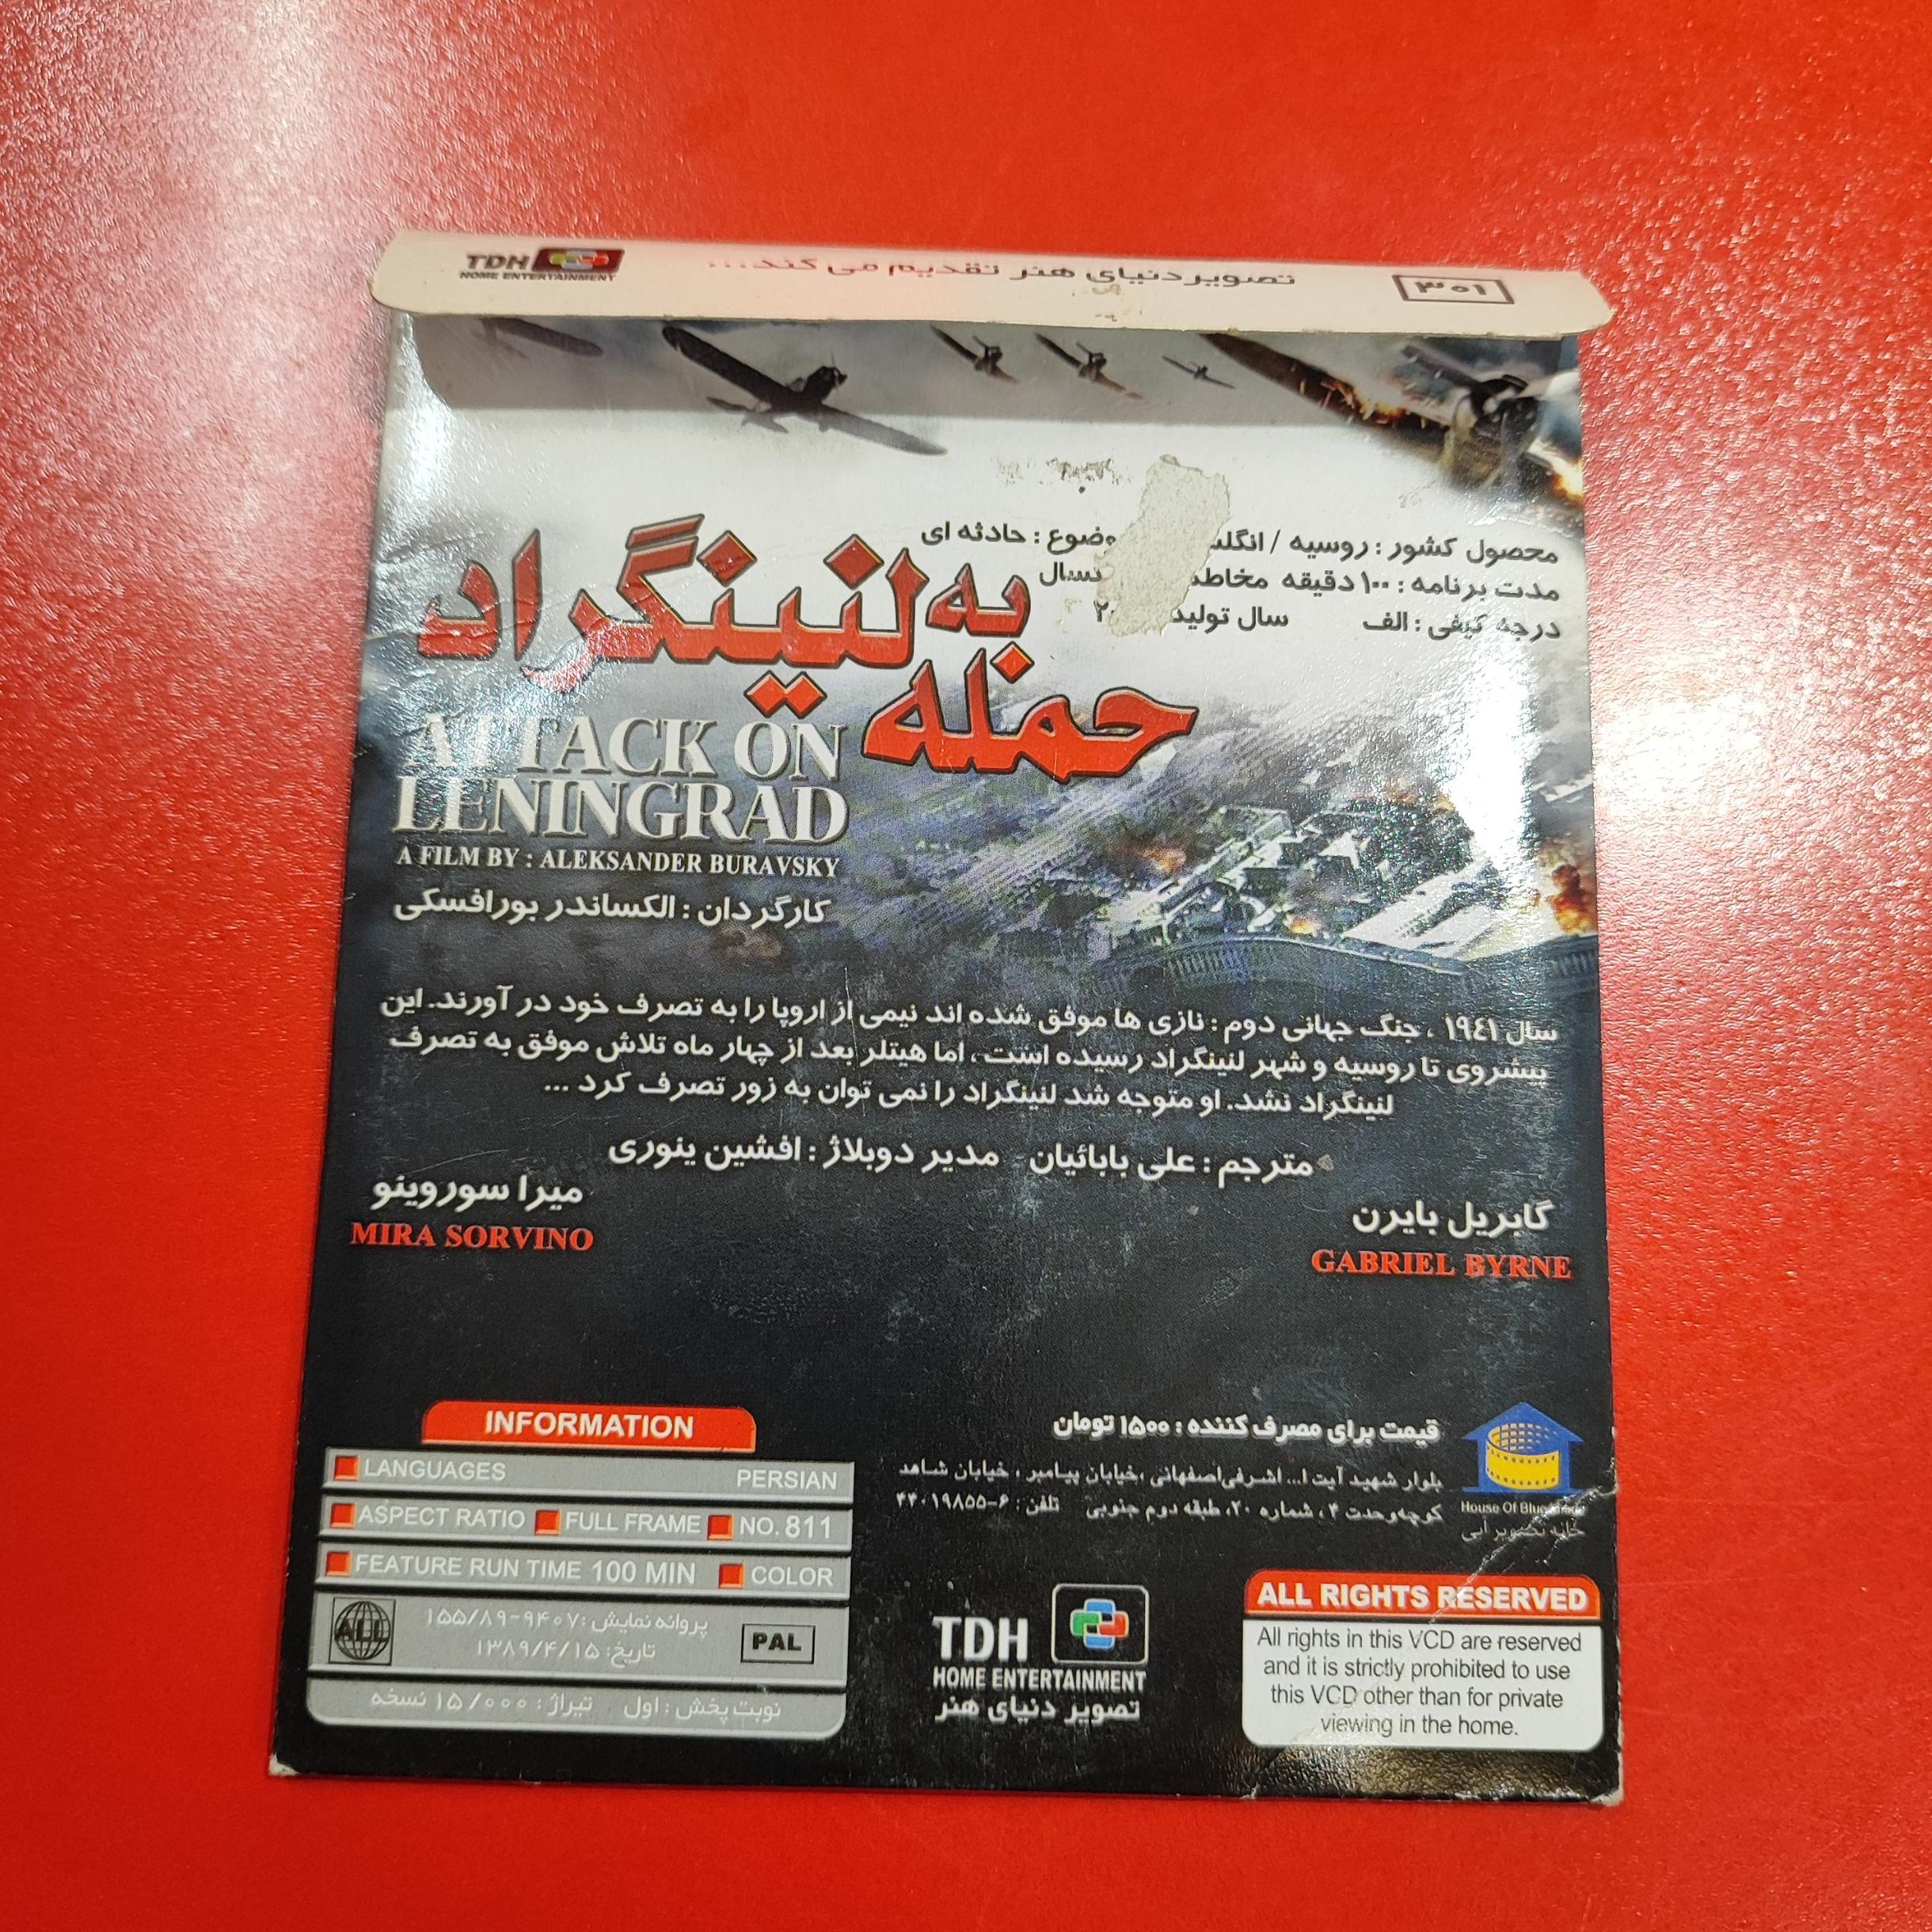 TDH
HOME ENTERTAINMENT
تصویر دنیای هنر تقدیم می کند...
۳۰۱
محصول کشور : روسیه /
: حادثه ای
مدت برنامه : ۱۰۰ دقیقه
درجه کیفی : الف
سال تولید
حمله به لنینگراد
ATTACK ON
LENINGRAD
A FILM BY : ALEKSANDER BURAVSKY
کارگردان : الکساندر بورافسکی
سال ۱۹٤۱ ، جنگ جهانی دوم : نازی ها موفق شده اند نیمی از اروپا را به تصرف خود در آورند. این
پیشروی تا روسیه و شهر لنینگراد رسیده است، اما هیتلر بعد از چهار ماه تلاش موفق به تصرف
لنینگراد نشد. او متوجه شد لنینگراد را نمی توان به زور تصرف کرد ...
مترجم : علی بابائیان مدیر دوبلاژ : افشین ینوری
گابریل بایرن
GABRIEL BYRNE
میرا سوروینو
MIRA SORVINO
INFORMATION
LANGUAGES PERSIAN
ASPECT RATIO FULL FRAME NO. 811
FEATURE RUN TIME 100 MIN COLOR
ALL
پروانه نمایش : ۹۴۰۷-۱۵۵/۸۹
تاریخ: ۱۳۸۹/۴/۱۵
PAL
نوبت پخش : اول تیراژ : ۱۵/۰۰۰ نسخه
قیمت برای مصرف کننده : ۱۵۰۰ تومان
بلوار شهید آیت ا... اشرفی‌اصفهانی ،خیابان پیامبر ، خیابان شاهد
کوچه‌وحدت ۴، شماره ۲۰، طبقه دوم جنوبی تلفن : ۶-۴۴۰۱۹۸۵۵
House Of Blue
خانه تصویر آبی
TDH
HOME ENTERTAINMENT
تصویر دنیای هنر
ALL RIGHTS RESERVED
All rights in this VCD are reserved
and it is strictly prohibited to use
this VCD other than for private
viewing in the home.